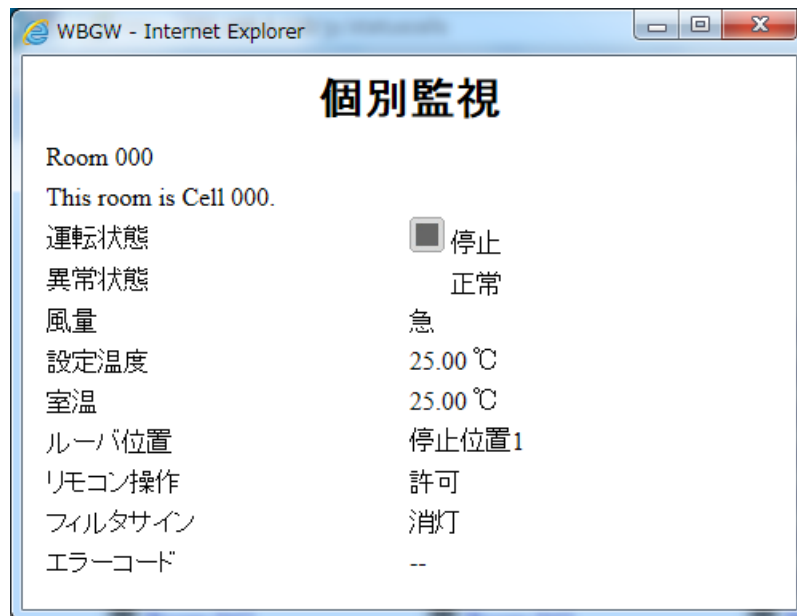 WBGW - Internet Explorer
個別監視
Room 000
This room is Cell 000.
運転状態 停止
異常状態 正常
風量 急
設定温度 25.00 ℃
室温 25.00 ℃
ルーバ位置 停止位置1
リモコン操作 許可
フィルタサイン 消灯
エラーコード --